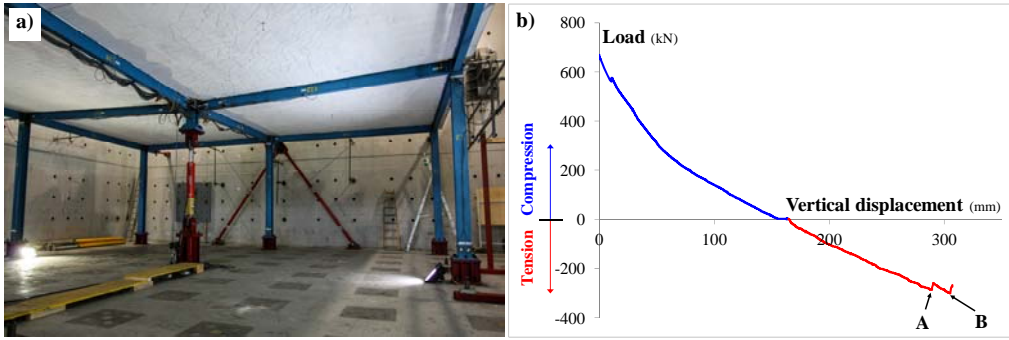 a)
b)
800
Load (kN)
600
400
200
0
-200
-400
Compression
Tension
Vertical displacement (mm)
0 100 200 300
A B